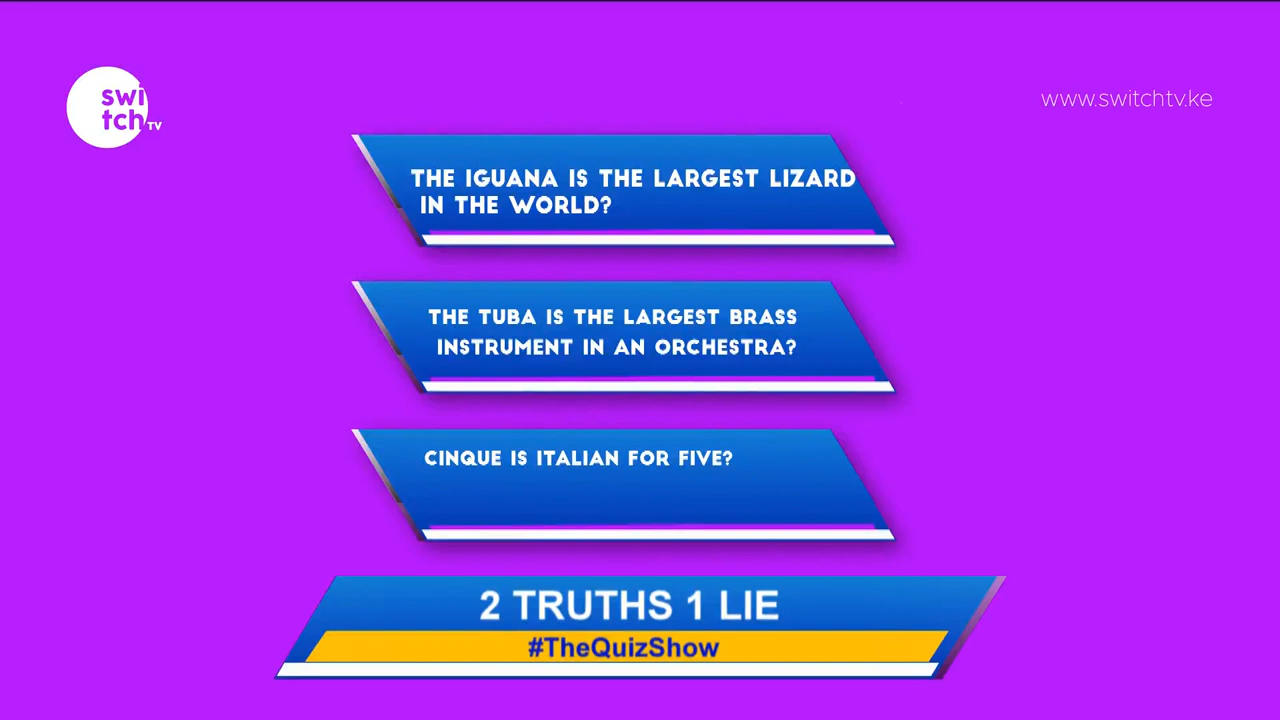 swi
tch TV
www.switchtv.ke
THE IGUANA IS THE LARGEST LIZARD
IN THE WORLD?
THE TUBA IS THE LARGEST BRASS
INSTRUMENT IN AN ORCHESTRA?
CINQUE IS ITALIAN FOR FIVE?
2 TRUTHS 1 LIE
#TheQuizShow